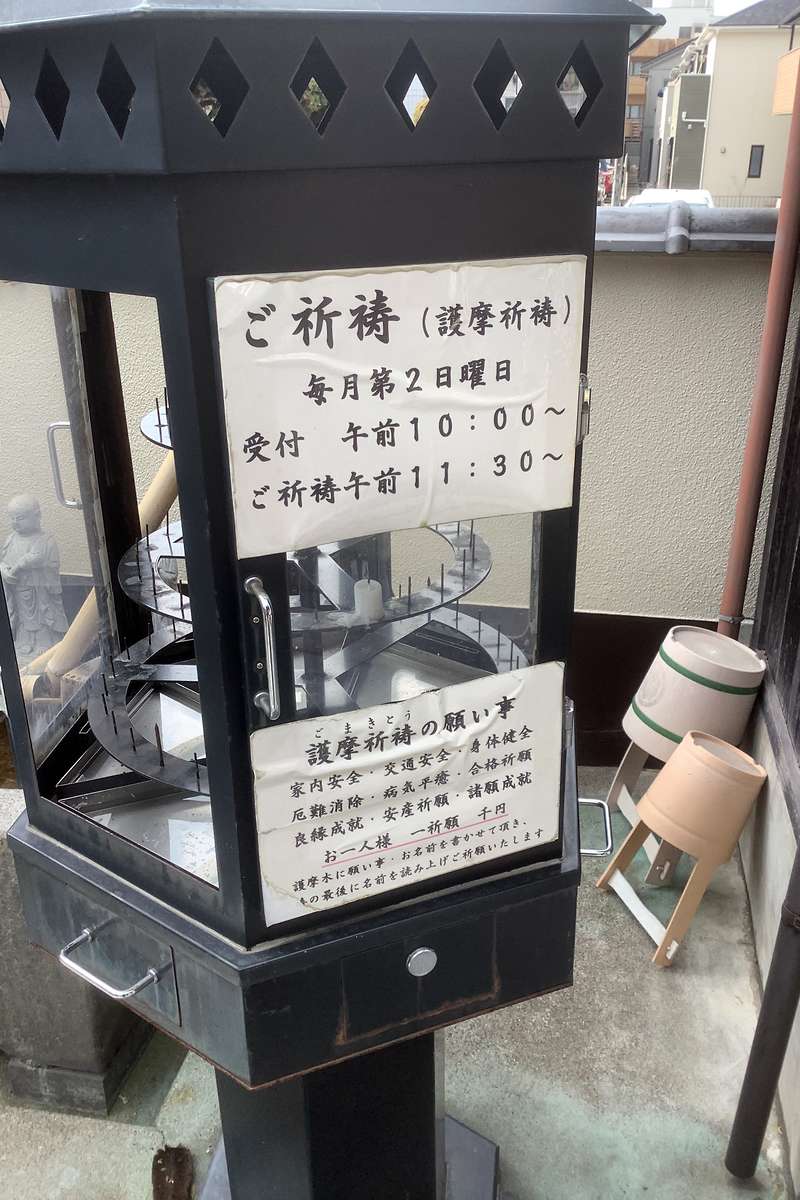 ご祈祷（護摩祈祷）
毎月第２日曜日
受付　午前１０：００～
ご祈祷午前１１：３０～
ごまきとう
護摩祈祷の願い事
家内安全・交通安全・身体健全
厄難消除・病気平癒・合格祈願
良縁成就・安産祈願・諸願成就
お一人様　一祈願　千円
護摩木に願い事・お名前を書かせて頂き、
の最後に名前を読み上げご祈願いたします